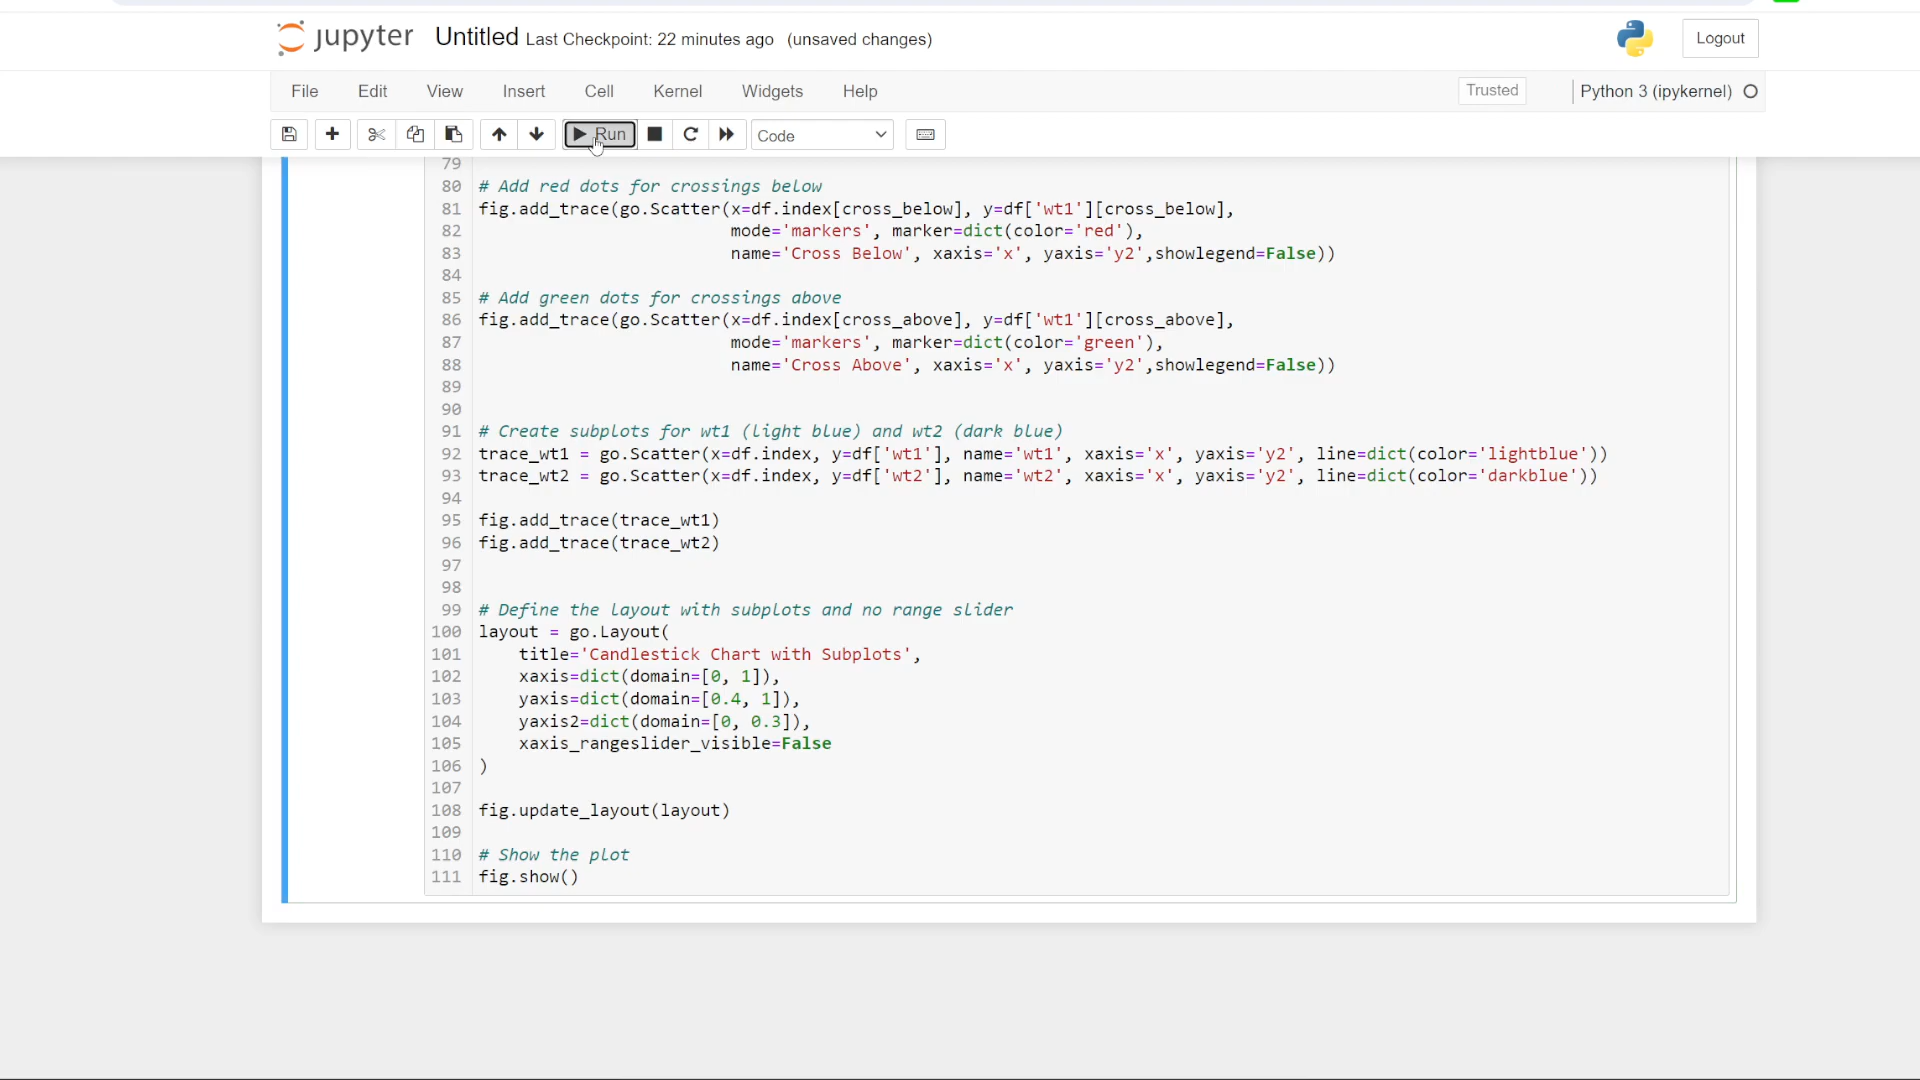 jupyter Untitled Last Checkpoint: 22 minutes ago (unsaved changes) Logout
File Edit View Insert Cell Kernel Widgets Help Trusted Python 3 (ipykernel)
Run Code
79
80 # Add red dots for crossings below
81 fig.add_trace(go.Scatter(x=df.index[cross_below], y=df['wt1'][cross_below],
82 mode='markers', marker=dict(color='red'),
83 name='Cross Below', xaxis='x', yaxis='y2',showlegend=False))
84
85 # Add green dots for crossings above
86 fig.add_trace(go.Scatter(x=df.index[cross_above], y=df['wt1'][cross_above],
87 mode='markers', marker=dict(color='green'),
88 name='Cross Above', xaxis='x', yaxis='y2',showlegend=False))
89
90
91 # Create subplots for wt1 (light blue) and wt2 (dark blue)
92 trace_wt1 = go.Scatter(x=df.index, y=df['wt1'], name='wt1', xaxis='x', yaxis='y2', line=dict(color='lightblue'))
93 trace_wt2 = go.Scatter(x=df.index, y=df['wt2'], name='wt2', xaxis='x', yaxis='y2', line=dict(color='darkblue'))
94
95 fig.add_trace(trace_wt1)
96 fig.add_trace(trace_wt2)
97
98
99 # Define the layout with subplots and no range slider
100 layout = go.Layout(
101 title='Candlestick Chart with Subplots',
102 xaxis=dict(domain=[0, 1]),
103 yaxis=dict(domain=[0.4, 1]),
104 yaxis2=dict(domain=[0, 0.3]),
105 xaxis_rangeslider_visible=False
106 )
107
108 fig.update_layout(layout)
109
110 # Show the plot
111 fig.show()